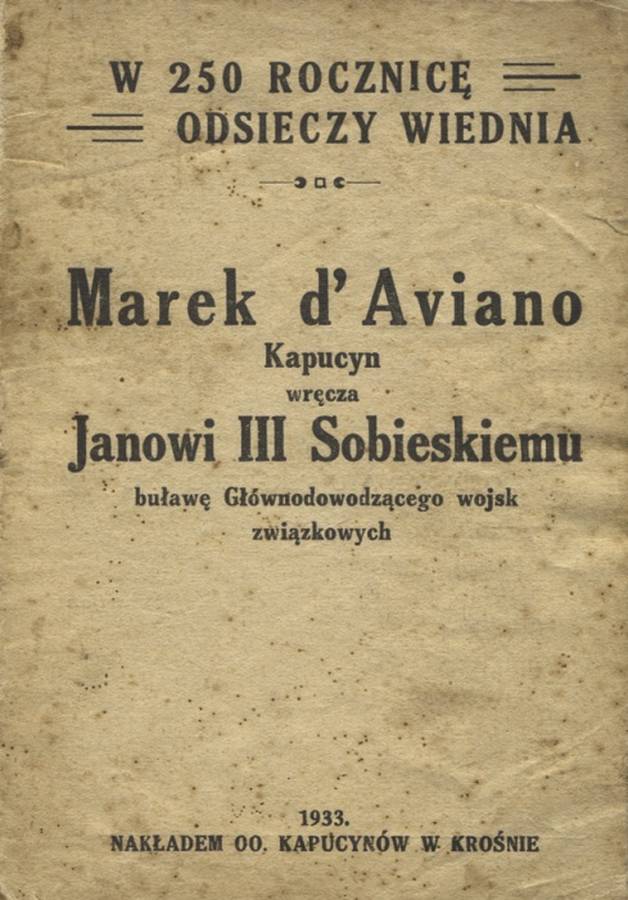 W 250 ROCZNICĘ
ODSIECZY WIEDNIA
Marek d'Aviano
Kapucyn
wręcza
Janowi III Sobieskiemu
buławę Głównodowodzącego wojsk
związkowych
1933.
NAKŁADEM OO. KAPUCYNÓW W KROŚNIE